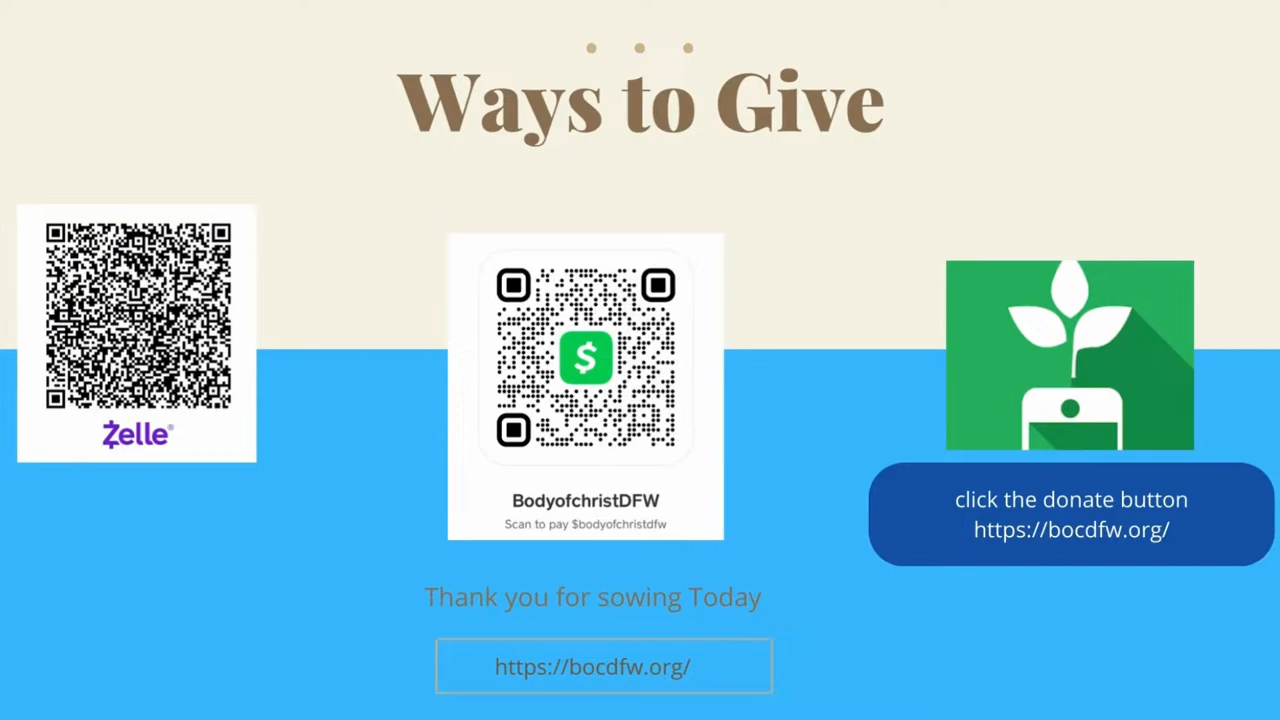 Ways to Give
Zelle®
$
BodyofchristDFW
Scan to pay $bodyofchristdfw
click the donate button
https://bocdfw.org/
Thank you for sowing Today
https://bocdfw.org/